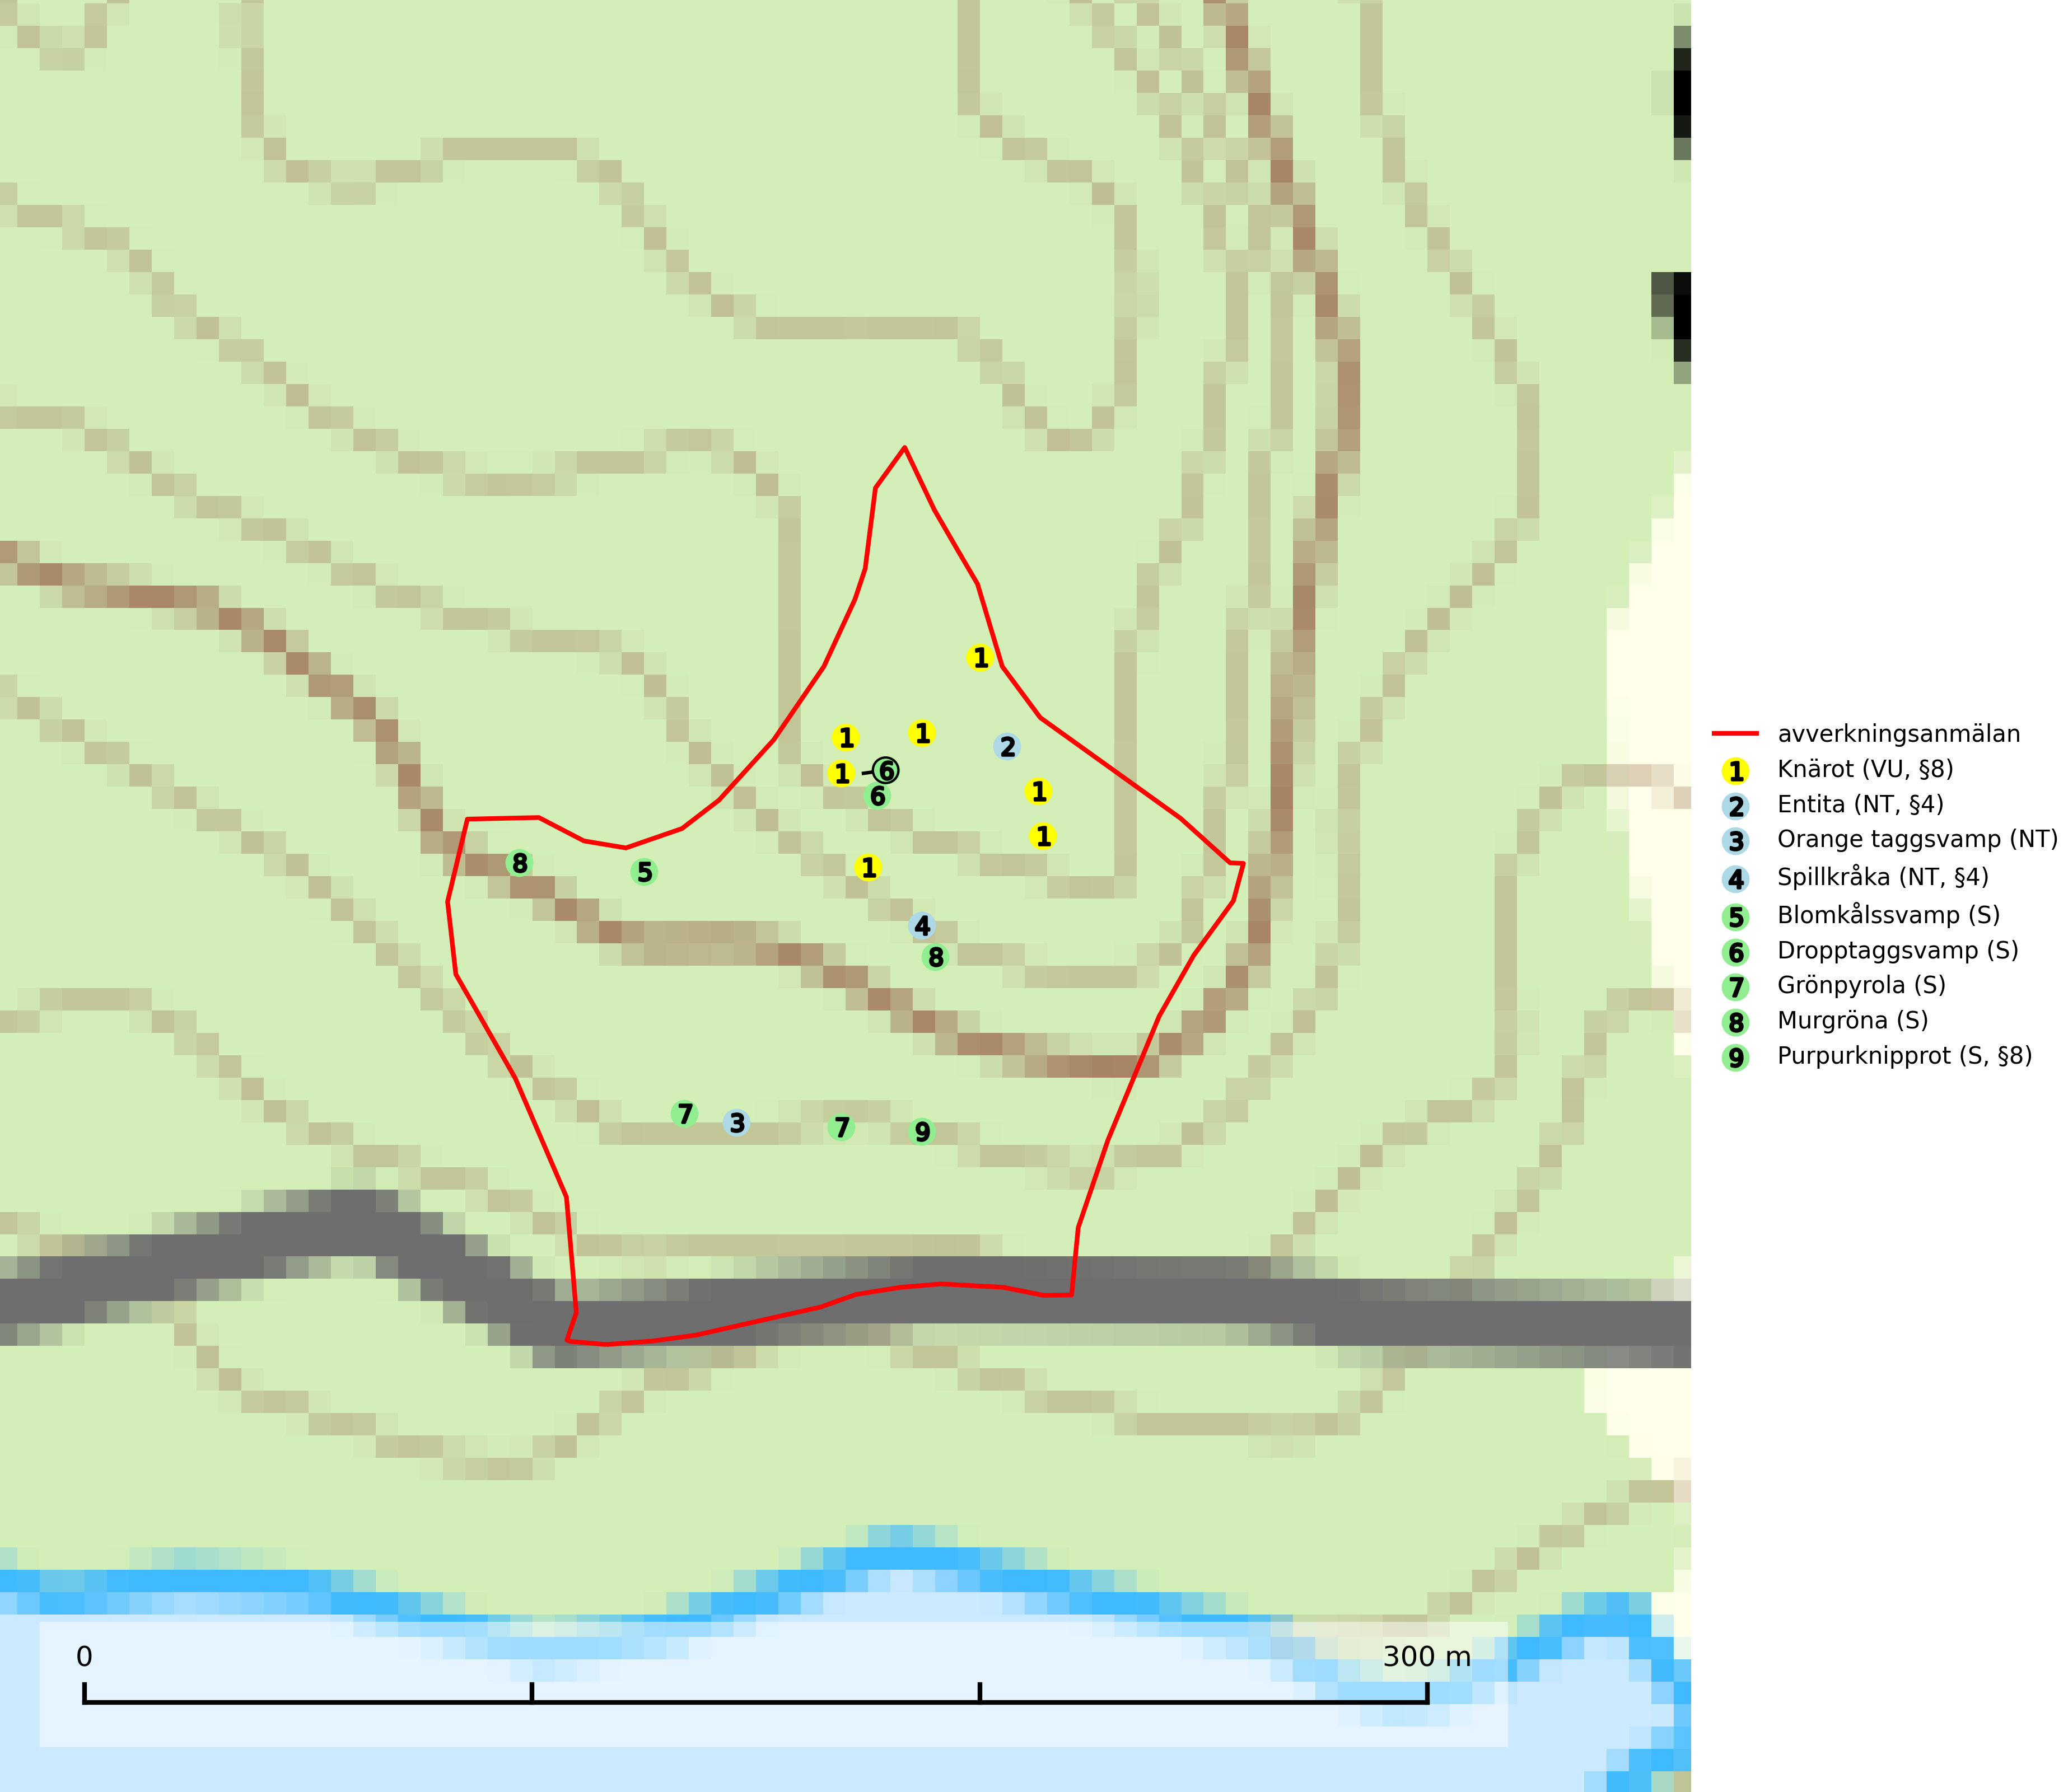 1
1
1
2
1
6
6
1
1
1
8
5
4
8
7
3
7
9
avverkningsanmälan
1 Knärot (VU, §8)
2 Entita (NT, §4)
3 Orange taggsvamp (NT)
4 Spillkråka (NT, §4)
5 Blomkålssvamp (S)
6 Dropptaggsvamp (S)
7 Grönpyrola (S)
8 Murgröna (S)
9 Purpurknipprot (S, §8)
0 300 m